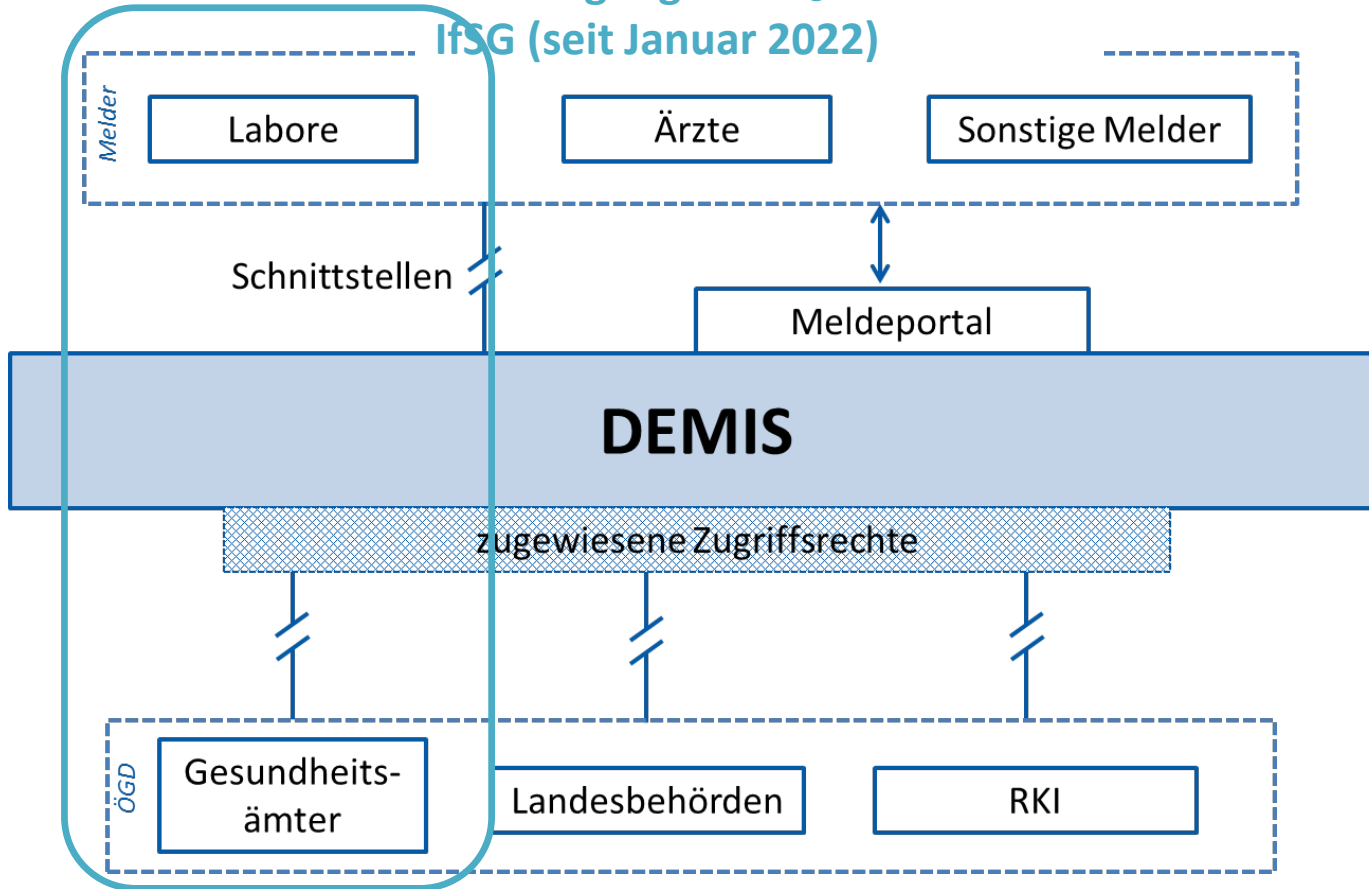 IfSG (seit Januar 2022)
Melder
Labore
Ärzte
Sonstige Melder
Schnittstellen
Meldeportal
DEMIS
zugewiesene Zugriffsrechte
ÖGD
Gesundheits-
ämter
Landesbehörden
RKI